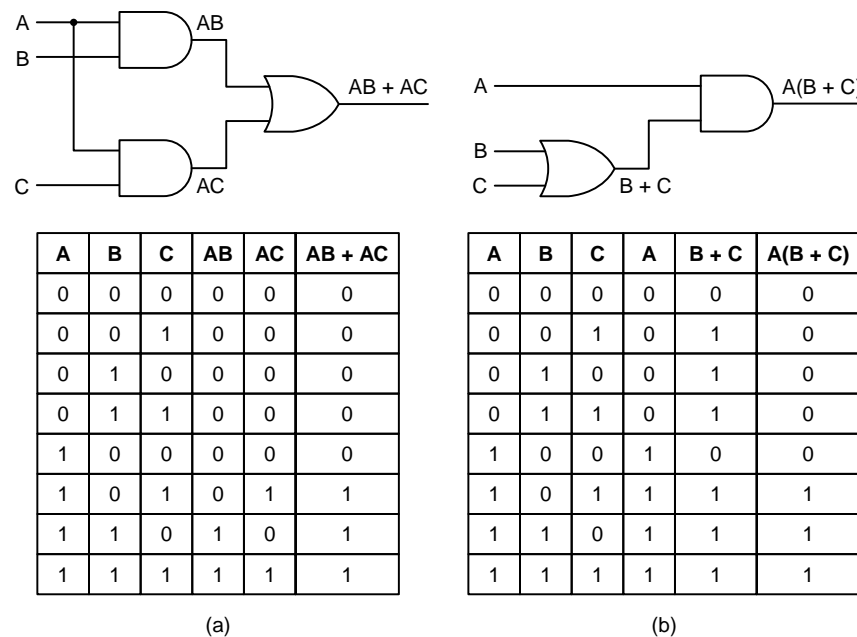 A
B
C
AB
AC
AB + AC
A
B
C
B + C
A(B + C)
A B C AB AC AB + AC
0 0 0 0 0 0
0 0 1 0 0 0
0 1 0 0 0 0
0 1 1 0 0 0
1 0 0 0 0 0
1 0 1 0 1 1
1 1 0 1 0 1
1 1 1 1 1 1
(a)
A B C A B + C A(B + C)
0 0 0 0 0 0
0 0 1 0 1 0
0 1 0 0 1 0
0 1 1 0 1 0
1 0 0 1 0 0
1 0 1 1 1 1
1 1 0 1 1 1
1 1 1 1 1 1
(b)